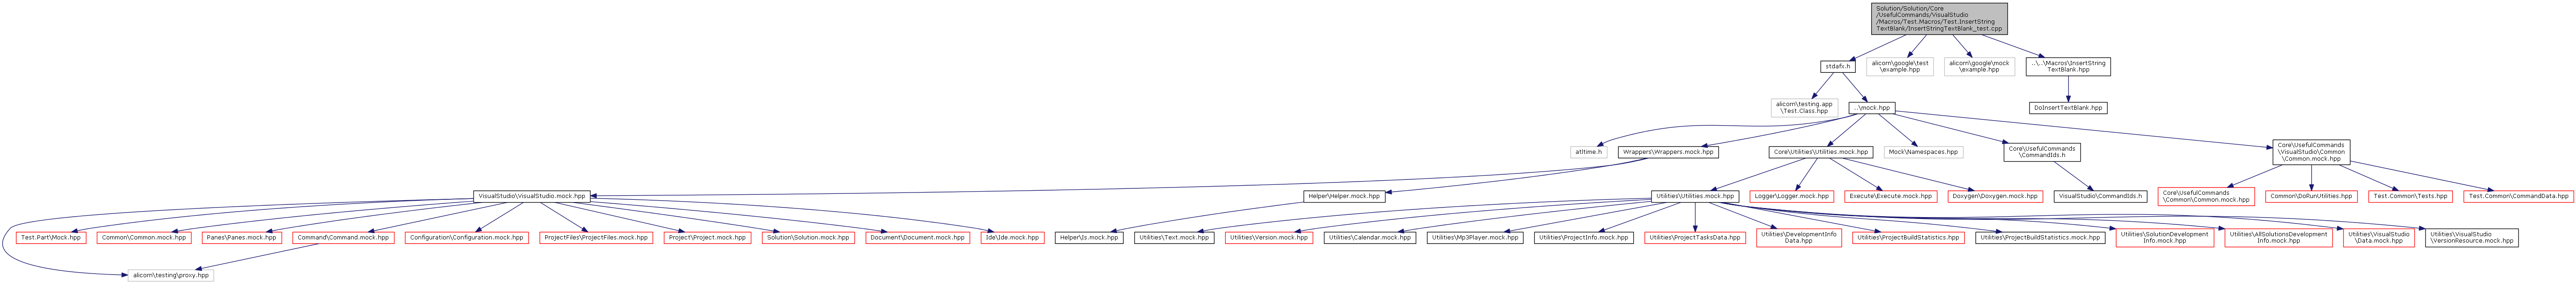 Solution/Solution/Core
/UsefulCommands/VisualStudio
/Macros/Test.Macros/Test.InsertString
TextBlank/InsertStringTextBlank_test.cpp
stdafx.h
alicorn\google\test
\example.hpp
alicorn\google\mock
\example.hpp
..\..\Macros\InsertString
TextBlank.hpp
alicorn\testing.app
\Test.Class.hpp
..\mock.hpp
DoInsertTextBlank.hpp
atltime.h
Wrappers\Wrappers.mock.hpp
Core\Utilities\Utilities.mock.hpp
Mock\Namespaces.hpp
Core\UsefulCommands
\CommandIds.h
Core\UsefulCommands
\VisualStudio\Common
\Common.mock.hpp
VisualStudio\VisualStudio.mock.hpp
Helper\Helper.mock.hpp
Utilities\Utilities.mock.hpp
Logger\Logger.mock.hpp
Execute\Execute.mock.hpp
Doxygen\Doxygen.mock.hpp
VisualStudio\CommandIds.h
Core\UsefulCommands
\Common\Common.mock.hpp
Common\DoRunUtilities.hpp
Test.Common\Tests.hpp
Test.Common\CommandData.hpp
Test.Part\Mock.hpp
Common\Common.mock.hpp
Panes\Panes.mock.hpp
Command\Command.mock.hpp
Configuration\Configuration.mock.hpp
ProjectFiles\ProjectFiles.mock.hpp
Project\Project.mock.hpp
Solution\Solution.mock.hpp
Document\Document.mock.hpp
Ide\Ide.mock.hpp
Helper\Is.mock.hpp
Utilities\Text.mock.hpp
Utilities\Version.mock.hpp
Utilities\Calendar.mock.hpp
Utilities\Mp3Player.mock.hpp
Utilities\ProjectInfo.mock.hpp
Utilities\ProjectTasksData.hpp
Utilities\DevelopmentInfo
Data.hpp
Utilities\ProjectBuildStatistics.hpp
Utilities\ProjectBuildStatistics.mock.hpp
Utilities\SolutionDevelopment
Info.mock.hpp
Utilities\AllSolutionsDevelopment
Info.mock.hpp
Utilities\VisualStudio
\Data.mock.hpp
Utilities\VisualStudio
\VersionResource.mock.hpp
alicorn\testing\proxy.hpp